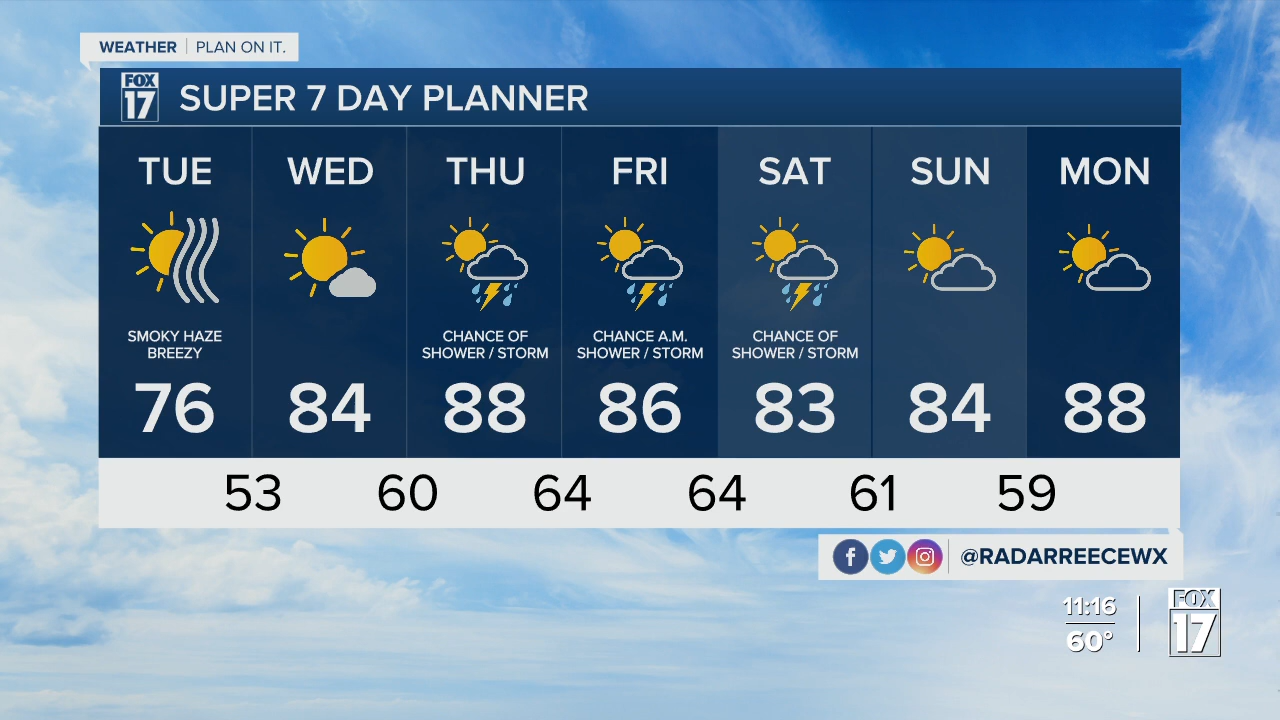 WEATHER | PLAN ON IT.
FOX 17 SUPER 7 DAY PLANNER
TUE WED THU FRI SAT SUN MON
SMOKY HAZE CHANCE OF CHANCE A.M. CHANCE OF
BREEZY SHOWER / STORM SHOWER / STORM SHOWER / STORM
76 84 88 86 83 84 88
53 60 64 64 61 59
@RADARREECEWX
11:16
60°
FOX
17